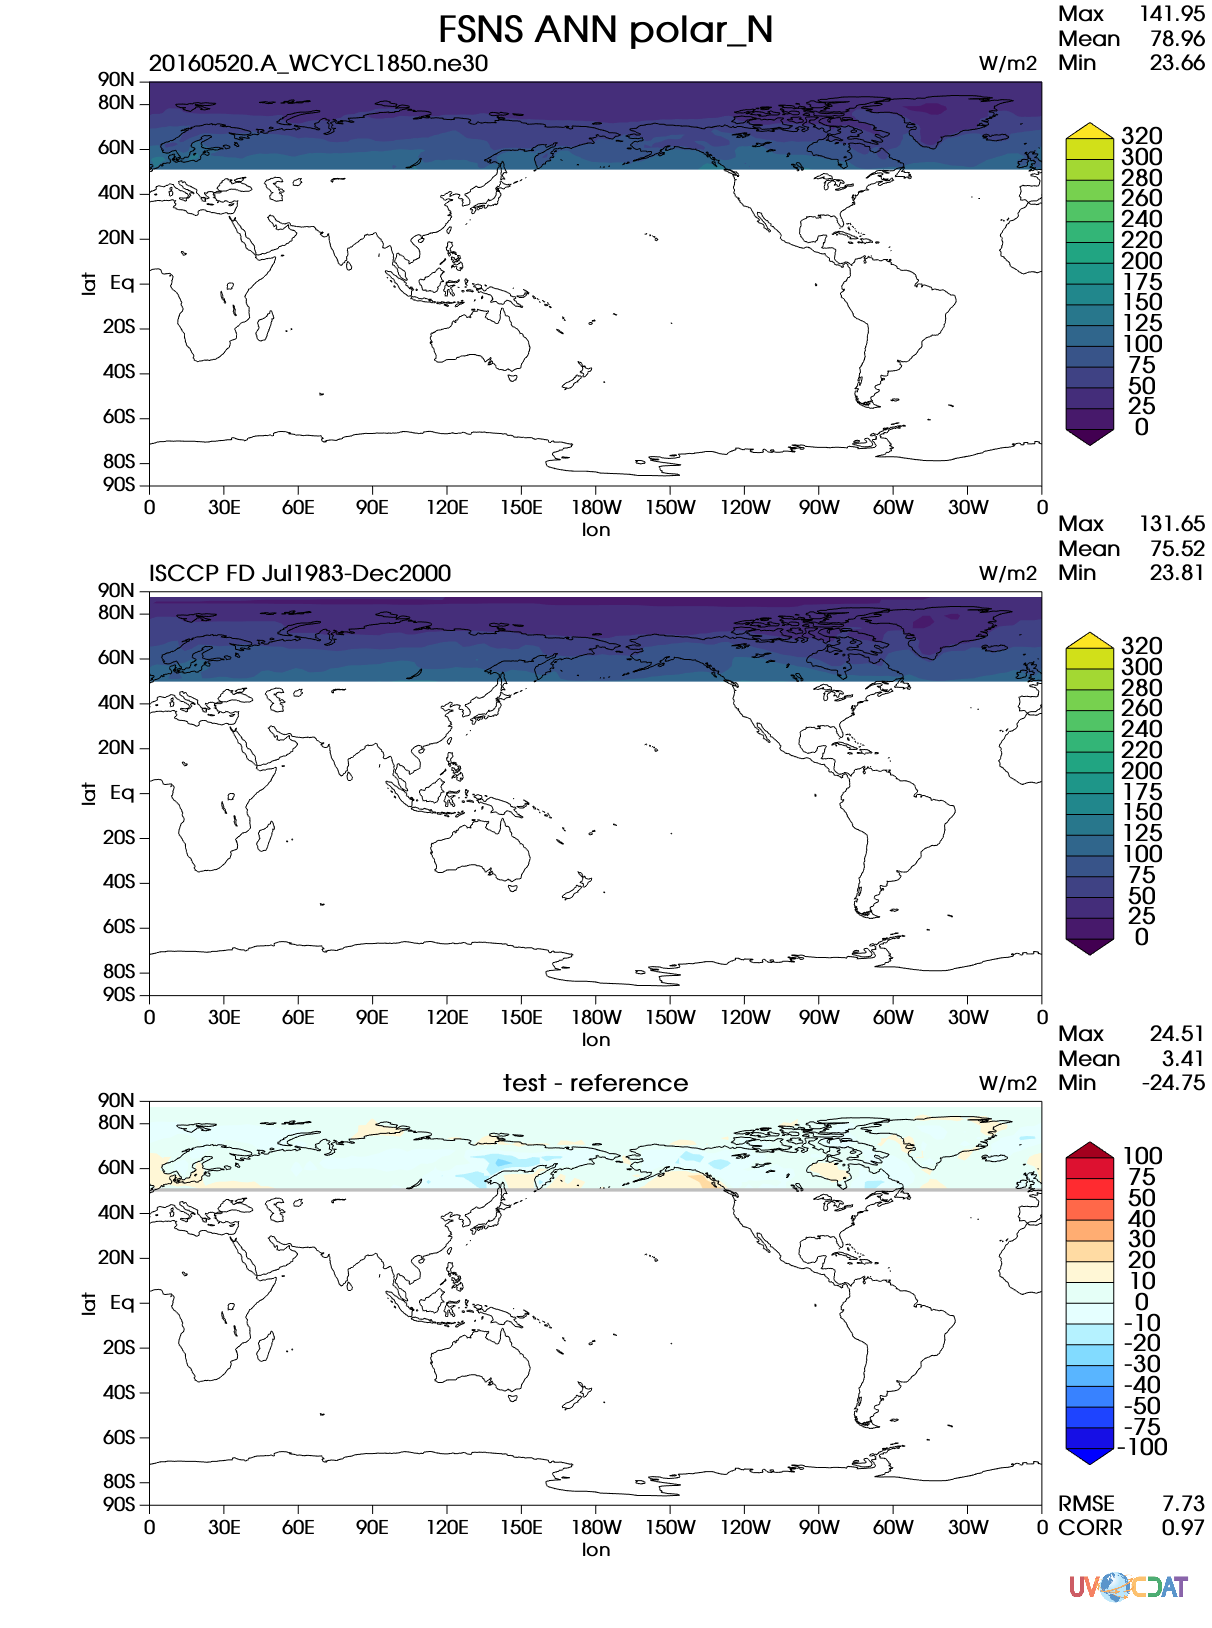 FSNS ANN polar_N
Max 141.95
Mean 78.96
Min 23.66
20160520.A_WCYCL1850.ne30 W/m2
90N
80N
60N
40N
20N
Eq
20S
40S
60S
80S
90S
lat
0 30E 60E 90E 120E 150E 180W 150W 120W 90W 60W 30W 0
lon
320
300
280
260
240
220
200
175
150
125
100
75
50
25
0
Max 131.65
Mean 75.52
Min 23.81
ISCCP FD Jul1983-Dec2000 W/m2
90N
80N
60N
40N
20N
Eq
20S
40S
60S
80S
90S
lat
0 30E 60E 90E 120E 150E 180W 150W 120W 90W 60W 30W 0
lon
320
300
280
260
240
220
200
175
150
125
100
75
50
25
0
Max 24.51
Mean 3.41
Min -24.75
test - reference W/m2
90N
80N
60N
40N
20N
Eq
20S
40S
60S
80S
90S
lat
0 30E 60E 90E 120E 150E 180W 150W 120W 90W 60W 30W 0
lon
100
75
50
40
30
20
10
0
-10
-20
-30
-40
-50
-75
-100
RMSE 7.73
CORR 0.97
UV CDAT